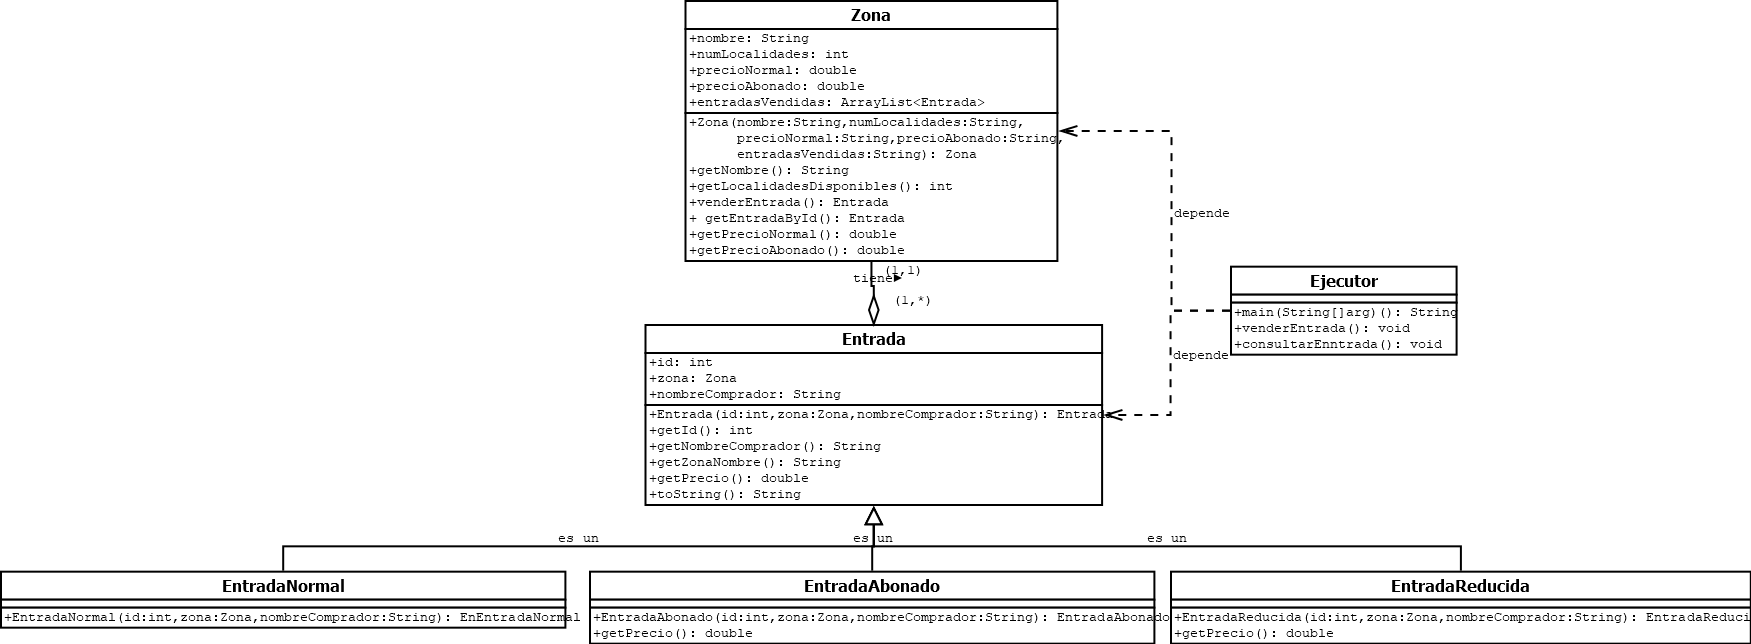 Zona
+nombre: String
+numLocalidades: int
+precioNormal: double
+precioAbonado: double
+entradasVendidas: ArrayList<Entrada>
+Zona(nombre:String,numLocalidades:String,
precioNormal:String,precioAbonado:String,
entradasVendidas:String): Zona
+getNombre(): String
+getLocalidadesDisponibles(): int
+venderEntrada(): Entrada
+ getEntradaById(): Entrada
+getPrecioNormal(): double
+getPrecioAbonado(): double
depende
(1,1)
tiene
(1,*)
Ejecutor
+main(String[]arg)(): String
+venderEntrada(): void
+consultarEnntrada(): void
depende
Entrada
+id: int
+zona: Zona
+nombreComprador: String
+Entrada(id:int,zona:Zona,nombreComprador:String): Entrada
+getId(): int
+getNombreComprador(): String
+getZonaNombre(): String
+getPrecio(): double
+toString(): String
es un
es un
es un
EntradaNormal
+EntradaNormal(id:int,zona:Zona,nombreComprador:String): EnEntradaNormal
EntradaAbonado
+EntradaAbonado(id:int,zona:Zona,nombreComprador:String): EntradaAbonado
+getPrecio(): double
EntradaReducida
+EntradaReducida(id:int,zona:Zona,nombreComprador:String): EntradaReduci
+getPrecio(): double